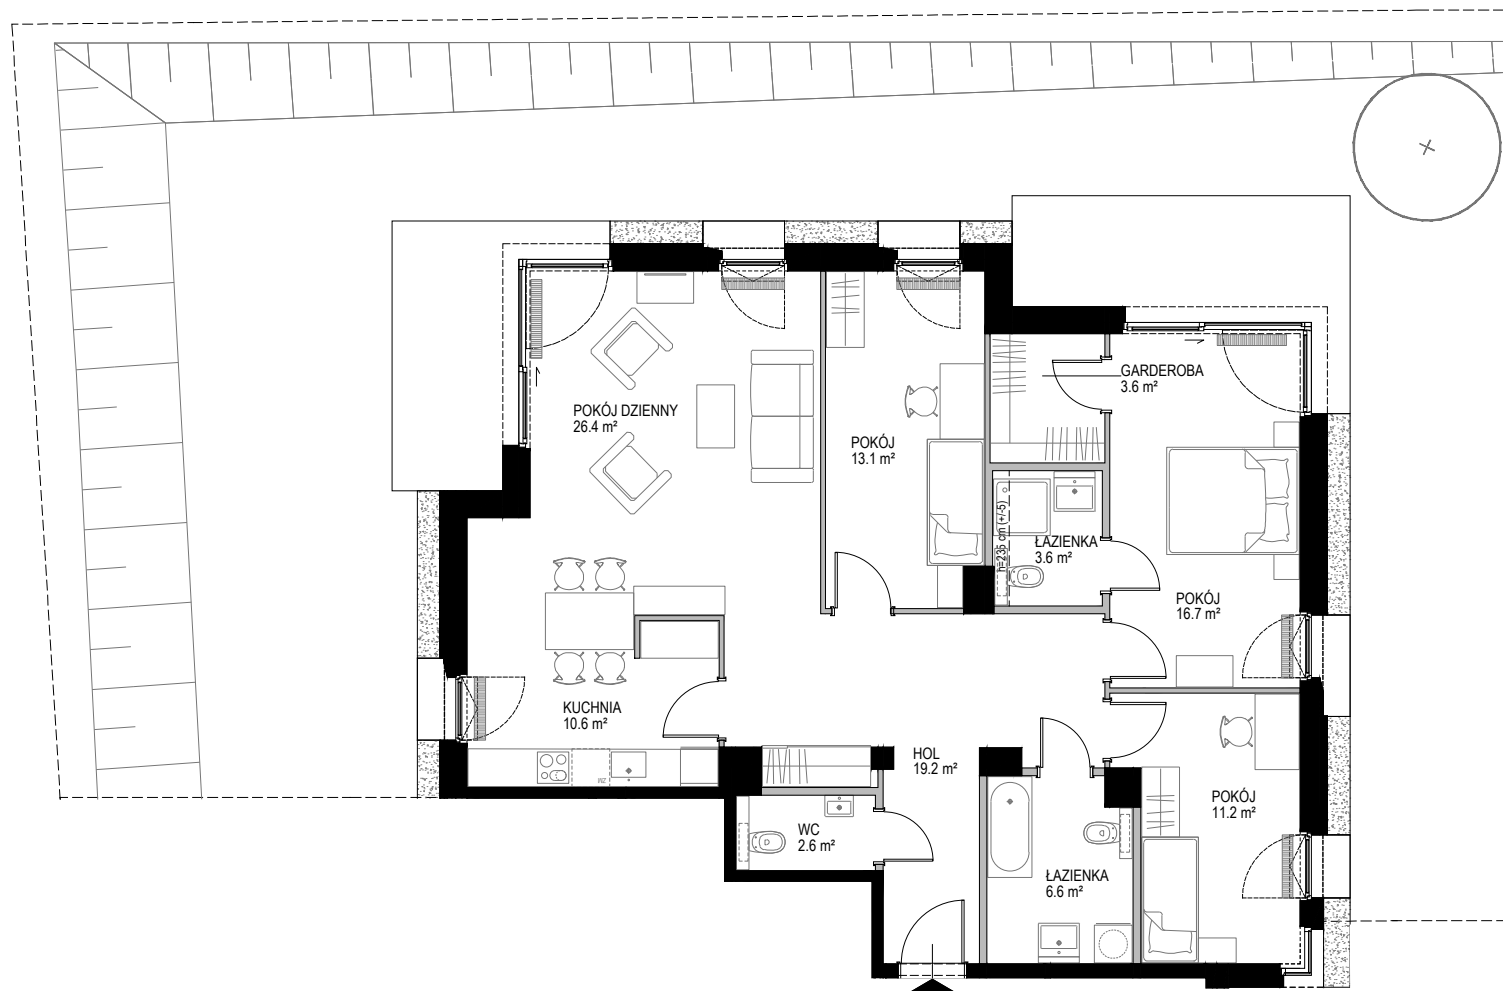 GARDEROBA
3.6 m²
POKÓJ DZIENNY
26.4 m²
POKÓJ
13.1 m²
h=235 cm (+/-5)
ŁAZIENKA
3.6 m²
POKÓJ
16.7 m²
KUCHNIA
10.6 m²
HOL
19.2 m²
POKÓJ
11.2 m²
WC
2.6 m²
ŁAZIENKA
6.6 m²